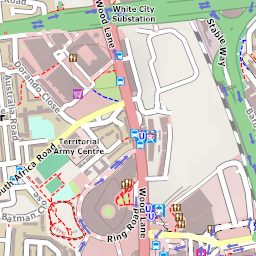 White City
Substation
Wood Lane
Stable Way
Dorando Close
Australia Road
Territorial
Army Centre
South Africa Road
Batman
Wood Lane
Ring Road